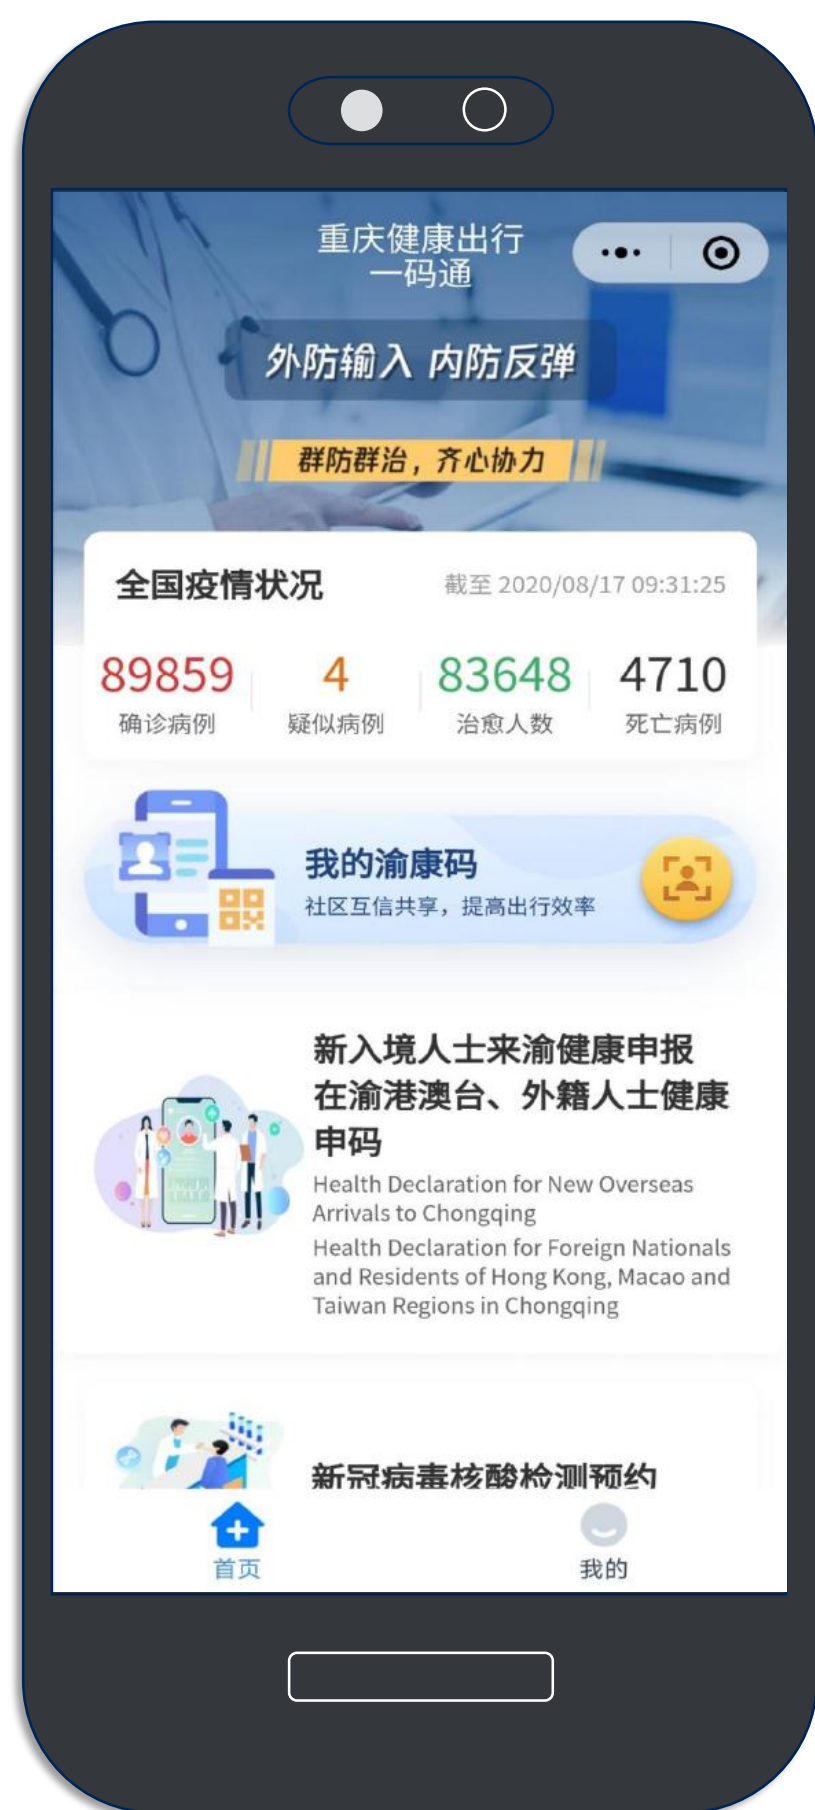 重庆健康出行
一码通
外防输入 内防反弹
群防群治，齐心协力
全国疫情状况
截至 2020/08/17 09:31:25
89859
4
83648
4710
确诊病例
疑似病例
治愈人数
死亡病例
我的渝康码
社区互信共享，提高出行效率
新入境人士来渝健康申报
在渝港澳台、外籍人士健康
申码
Health Declaration for New Overseas
Arrivals to Chongqing
Health Declaration for Foreign Nationals
and Residents of Hong Kong, Macao and
Taiwan Regions in Chongqing
新冠病毒核酸检测预约
首页
我的